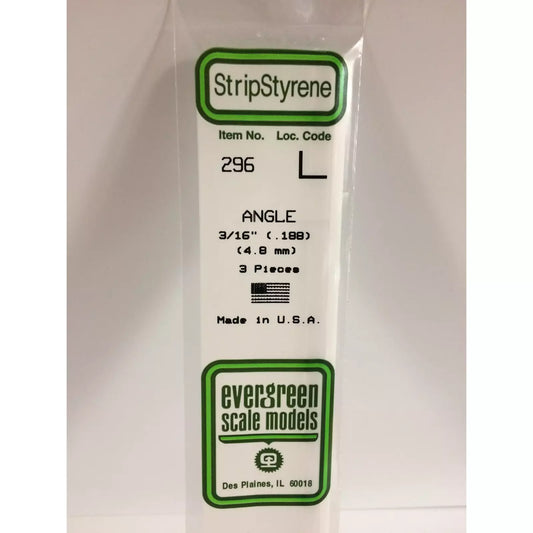 StripStyrene
Item No. Loc. Code
296
ANGLE
3/16" (.188)
(4.8 mm)
3 Pieces
Made in U.S.A.
evergreen
scale models
Des Plaines, IL 60018